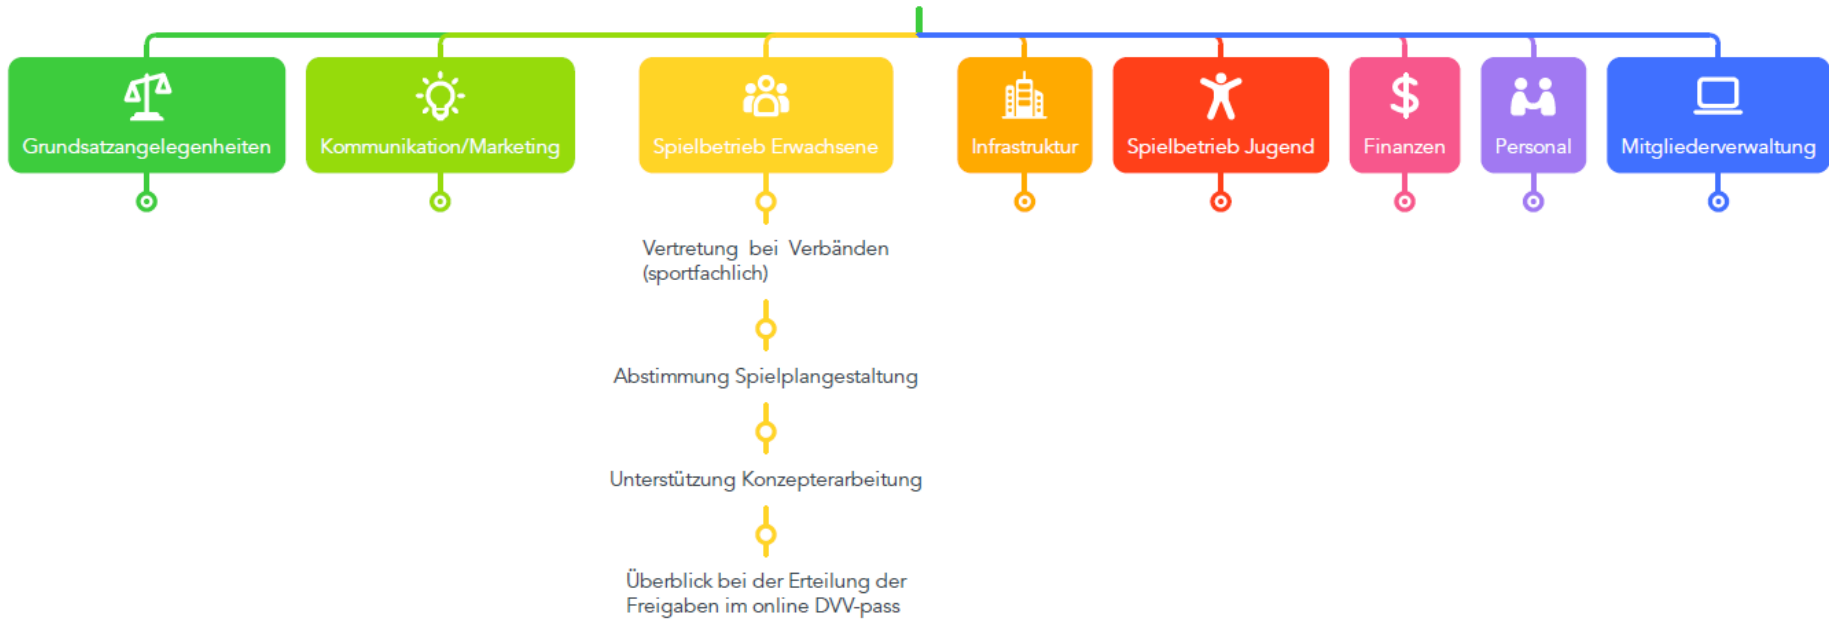 Grundsatzangelegenheiten
Kommunikation/Marketing
Spielbetrieb Erwachsene
Infrastruktur
Spielbetrieb Jugend
Finanzen
Personal
Mitgliederverwaltung
Vertretung bei Verbänden
(sportfachlich)
Abstimmung Spielplangestaltung
Unterstützung Konzepterarbeitung
Überblick bei der Erteilung der
Freigaben im online DVV-pass